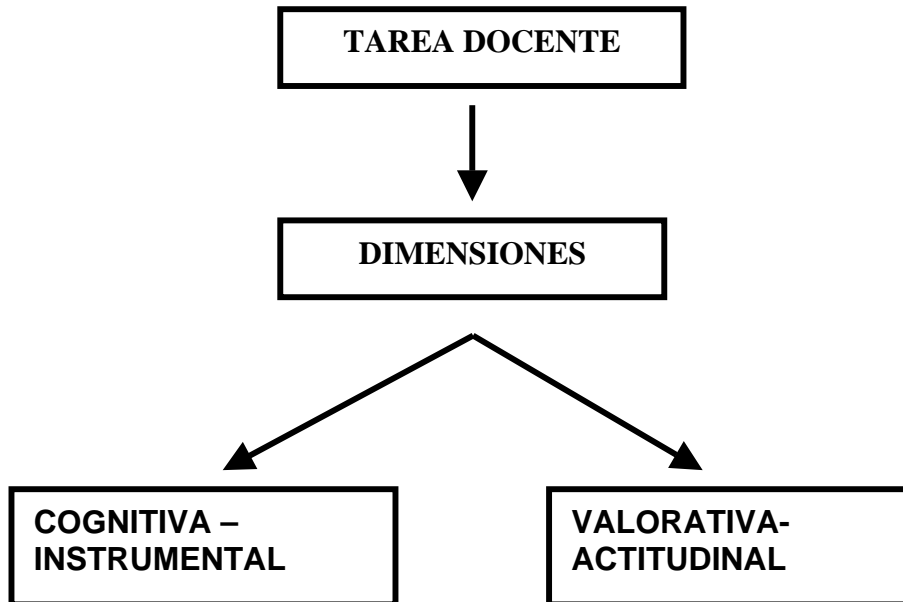 TAREA DOCENTE
DIMENSIONES
COGNITIVA –
INSTRUMENTAL
VALORATIVA-
ACTITUDINAL